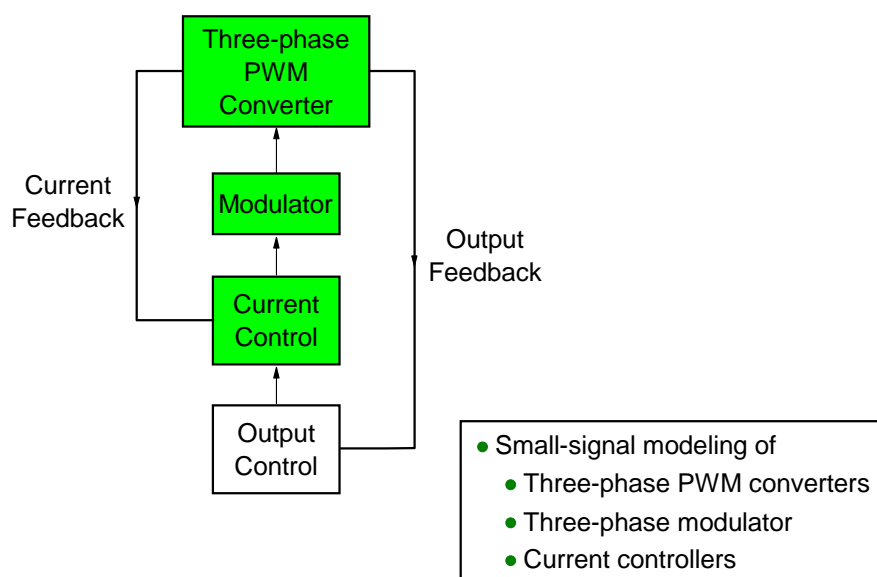 Three-phase
PWM
Converter
Current
Feedback
Modulator
Output
Feedback
Current
Control
Output
Control
• Small-signal modeling of
• Three-phase PWM converters
• Three-phase modulator
• Current controllers